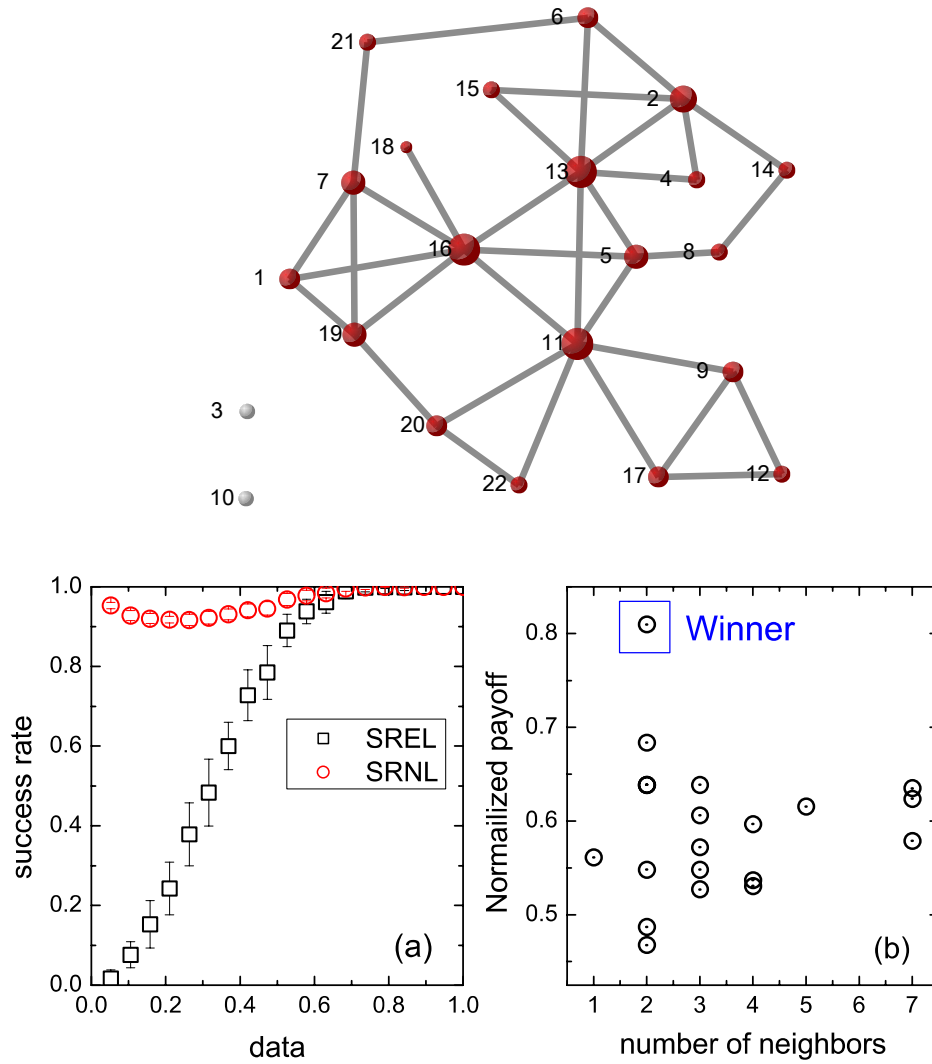 6
21
15
2
18
13
14
7
4
16
5
8
1
19
11
9
3
20
17
12
22
10
1.0
0.8
0.6
0.4
0.2
0.0
success rate
SREL
SRNL
(a)
0.0 0.2 0.4 0.6 0.8 1.0
data
0.8
0.7
0.6
0.5
Normailized payoff
Winner
(b)
1 2 3 4 5 6 7
number of neighbors